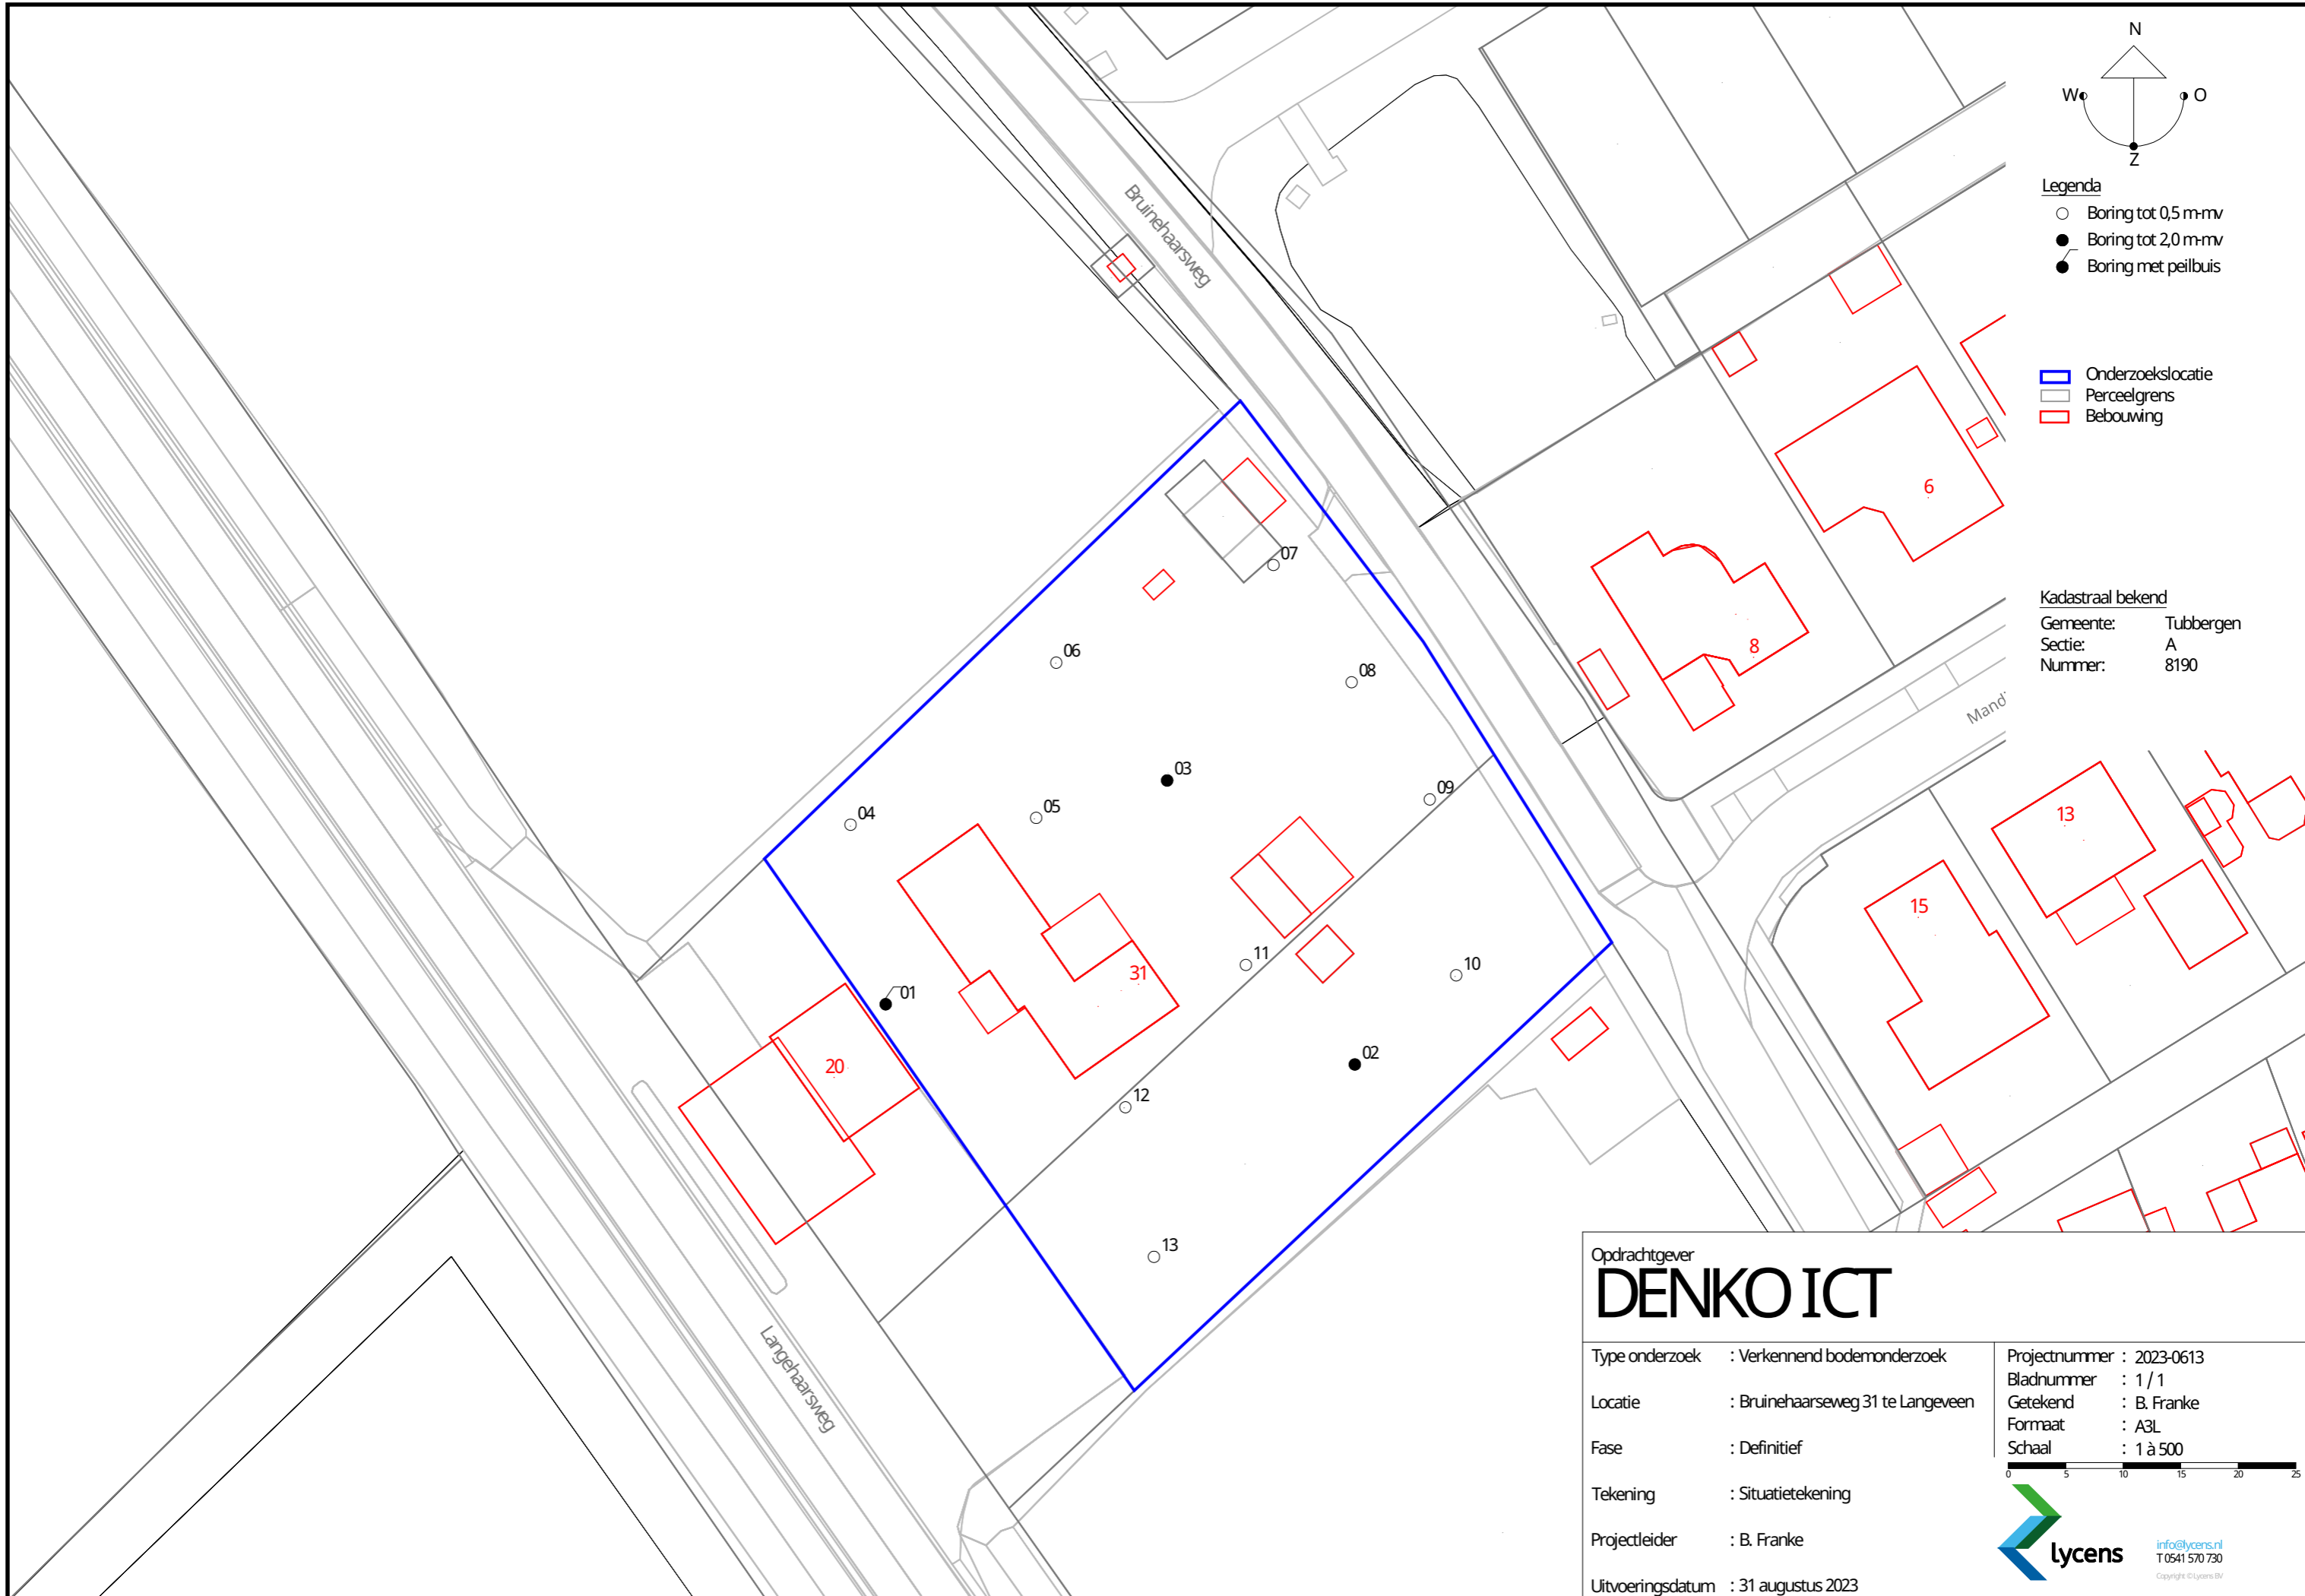 N
W
O
Z
Legenda
Boring tot 0,5 m-mv
Boring tot 2,0 m-mv
Boring met peilbuis
Onderzoekslocatie
Perceelgrens
Bebouwing
Kadastraal bekend
Gemeente: Tubbergen
Sectie: A
Nummer: 8190
Bruinehaarsweg
Langehaarsweg
Mand
6
8
13
15
31
20
07
06
08
03
05
04
09
11
10
01
02
12
13
Opdrachtgever
DENKO ICT
Type onderzoek : Verkennend bodemonderzoek
Locatie : Bruinehaarseweg 31 te Langeveen
Fase : Definitief
Tekening : Situatietekening
Projectleider : B. Franke
Uitvoeringsdatum : 31 augustus 2023
Projectnummer : 2023-0613
Bladnummer : 1 / 1
Getekend : B. Franke
Formaat : A3L
Schaal : 1 à 500
0 5 10 15 20 25
lycens
info@lycens.nl
T 0541 570 730
Copyright © Lycens BV